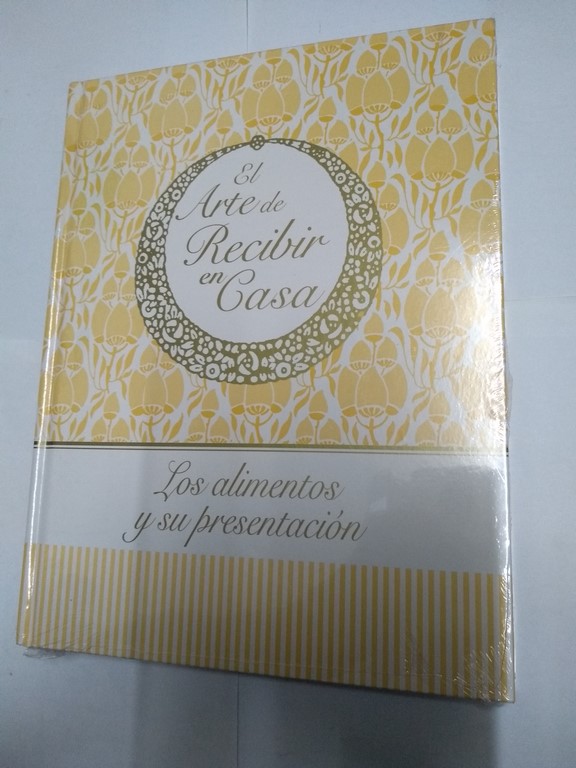 El
Arte de
Recibir
en
Casa
Los alimentos
y su presentación